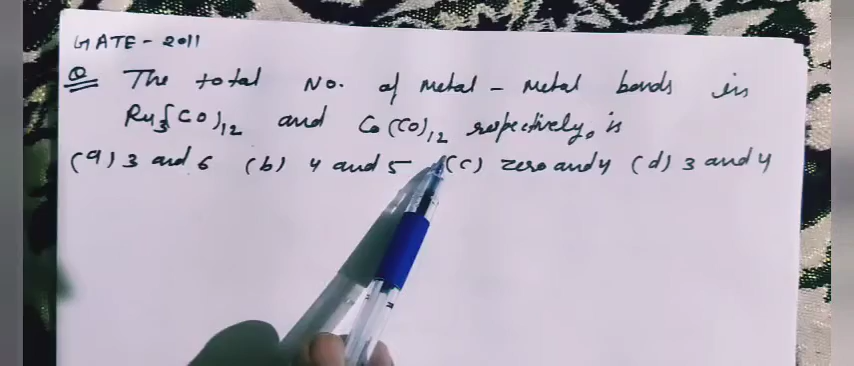 GATE - 2011
Q The total No. of metal - metal bonds in
Ru3(CO)12 and Co(CO)12 respectively, is
(a) 3 and 6 (b) 4 and 5 (c) zero and 4 (d) 3 and 4